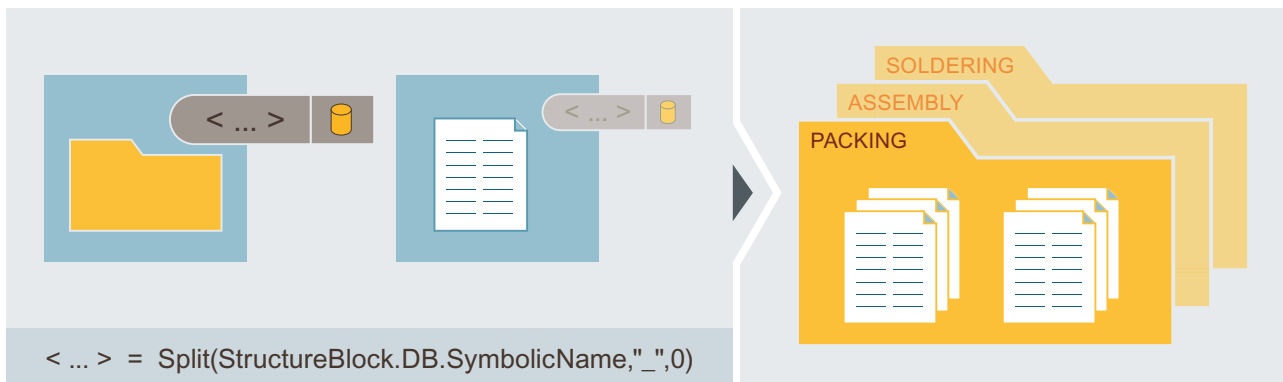 < ... >
< ... >
< ... > = Split(StructureBlock.DB.SymbolicName,"_",0)
SOLDERING
ASSEMBLY
PACKING